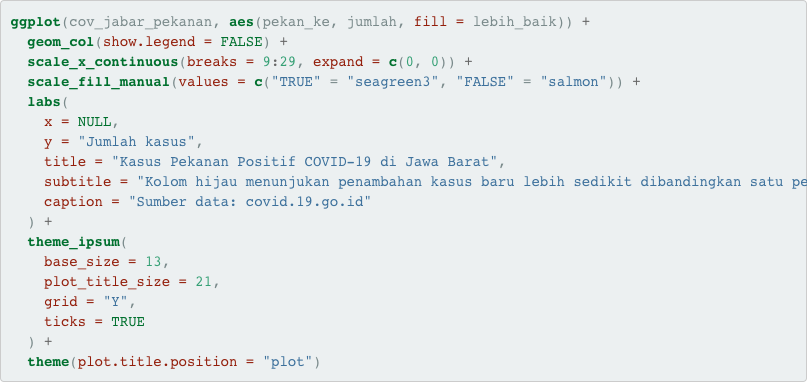 ggplot(cov_jabar_pekanan, aes(pekan_ke, jumlah, fill = lebih_baik)) +
  geom_col(show.legend = FALSE) +
  scale_x_continuous(breaks = 9:29, expand = c(0, 0)) +
  scale_fill_manual(values = c("TRUE" = "seagreen3", "FALSE" = "salmon")) +
  labs(
    x = NULL,
    y = "Jumlah kasus",
    title = "Kasus Pekanan Positif COVID-19 di Jawa Barat",
    subtitle = "Kolom hijau menunjukan penambahan kasus baru lebih sedikit dibandingkan satu pe
    caption = "Sumber data: covid.19.go.id"
  ) +
  theme_ipsum(
    base_size = 13,
    plot_title_size = 21,
    grid = "Y",
    ticks = TRUE
  ) +
  theme(plot.title.position = "plot")